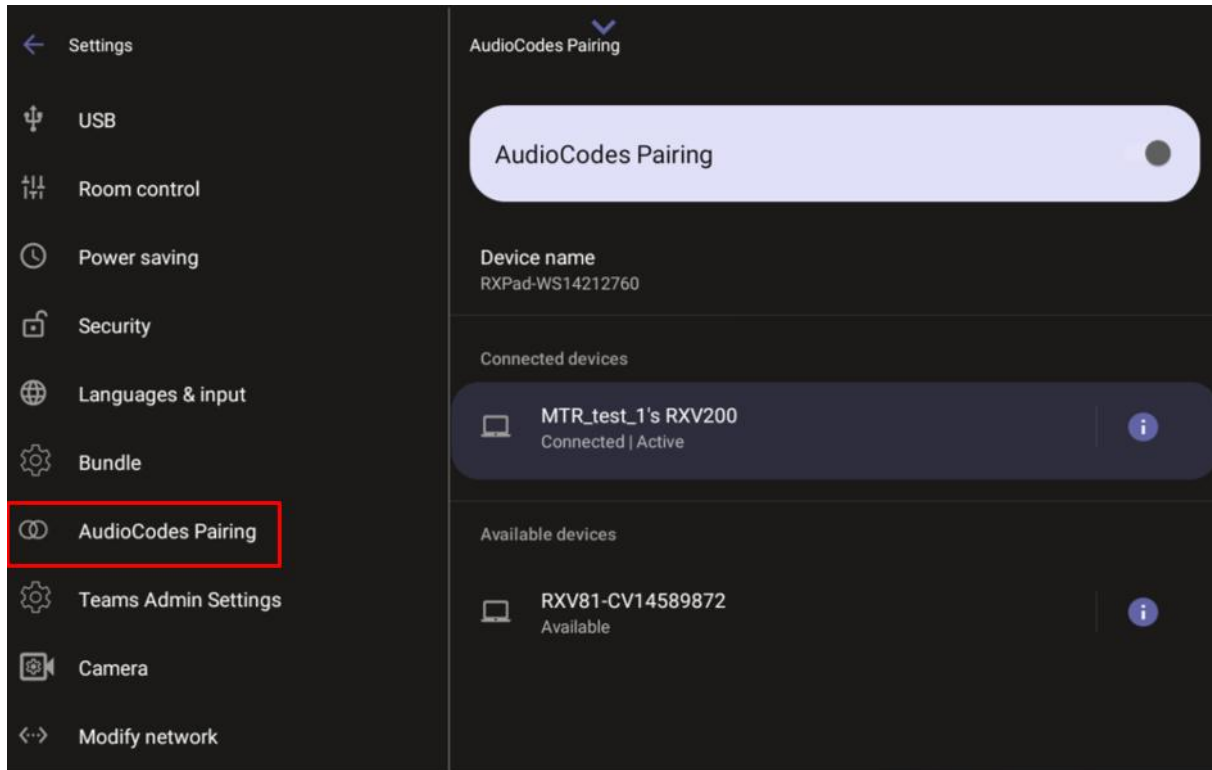 Settings
USB
Room control
Power saving
Security
Languages & input
Bundle
AudioCodes Pairing
Teams Admin Settings
Camera
Modify network
AudioCodes Pairing
AudioCodes Pairing
Device name
RXPad-WS14212760
Connected devices
MTR_test_1's RXV200
Connected | Active
Available devices
RXV81-CV14589872
Available